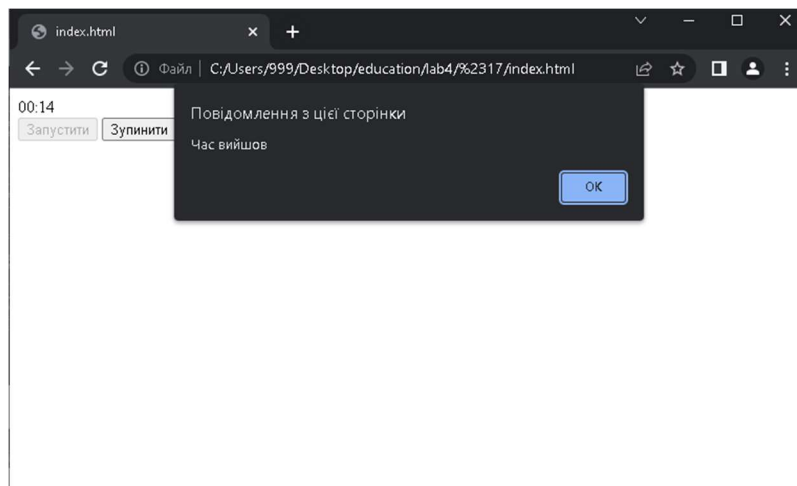 index.html
Файл | C:/Users/999/Desktop/education/lab4/%2317/index.html
00:14
Запустити Зупинити
Повідомлення з цієї сторінки
Час вийшов
ОК